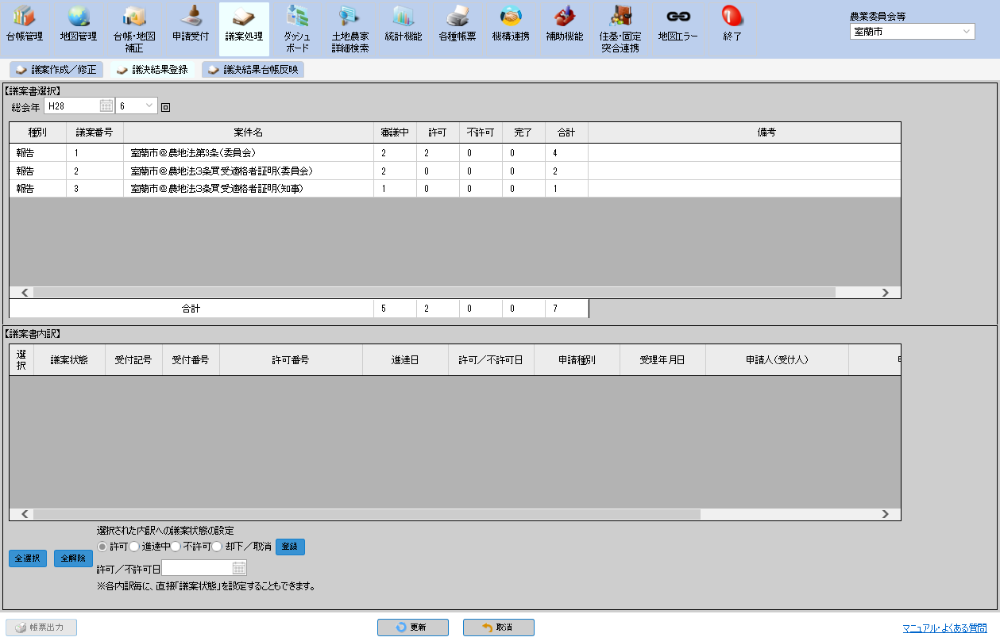 農業委員会等
台帳管理 地図管理 台帳・地図 申請受付 議案処理 ダッシュ 土地農家 統計機能 各種帳票 機構連携 補助機能 住基・固定 地図エラー 終了 室蘭市
補正 ボード 詳細検索 突合連携
議案作成／修正 議決結果登録 議決結果台帳反映
【議案書選択】
総会年 H28 6 回
種別 議案番号 案件名 審議中 許可 不許可 完了 合計 備考
報告 1 室蘭市＠農地法第3条（委員会） 2 2 0 0 4
報告 2 室蘭市＠農地法3条買受適格者証明（委員会） 2 0 0 0 2
報告 3 室蘭市＠農地法3条買受適格者証明（知事） 1 0 0 0 1
合計 5 2 0 0 7
【議案書内訳】
選択 議案状態 受付記号 受付番号 許可番号 進達日 許可／不許可日 申請種別 受理年月日 申請人（受け人）
選択された内訳への議案状態の設定
許可 進達中 不許可 却下／取消 登録
全選択 全解除
許可／不許可日
※各内訳毎に、直接「議案状態」を設定することもできます。
帳票出力 更新 取消 マニュアル・よくある質問